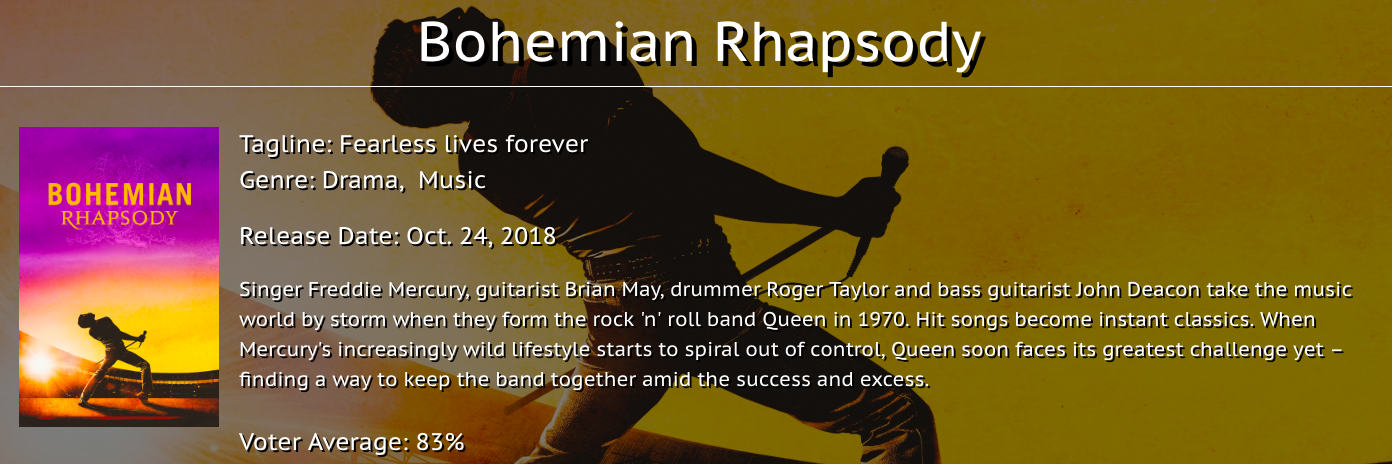 Bohemian Rhapsody
BOHEMIAN
RHAPSODY
Tagline: Fearless lives forever
Genre: Drama, Music
Release Date: Oct. 24, 2018
Singer Freddie Mercury, guitarist Brian May, drummer Roger Taylor and bass guitarist John Deacon take the music
world by storm when they form the rock 'n' roll band Queen in 1970. Hit songs become instant classics. When
Mercury's increasingly wild lifestyle starts to spiral out of control, Queen soon faces its greatest challenge yet –
finding a way to keep the band together amid the success and excess.
Voter Average: 83%